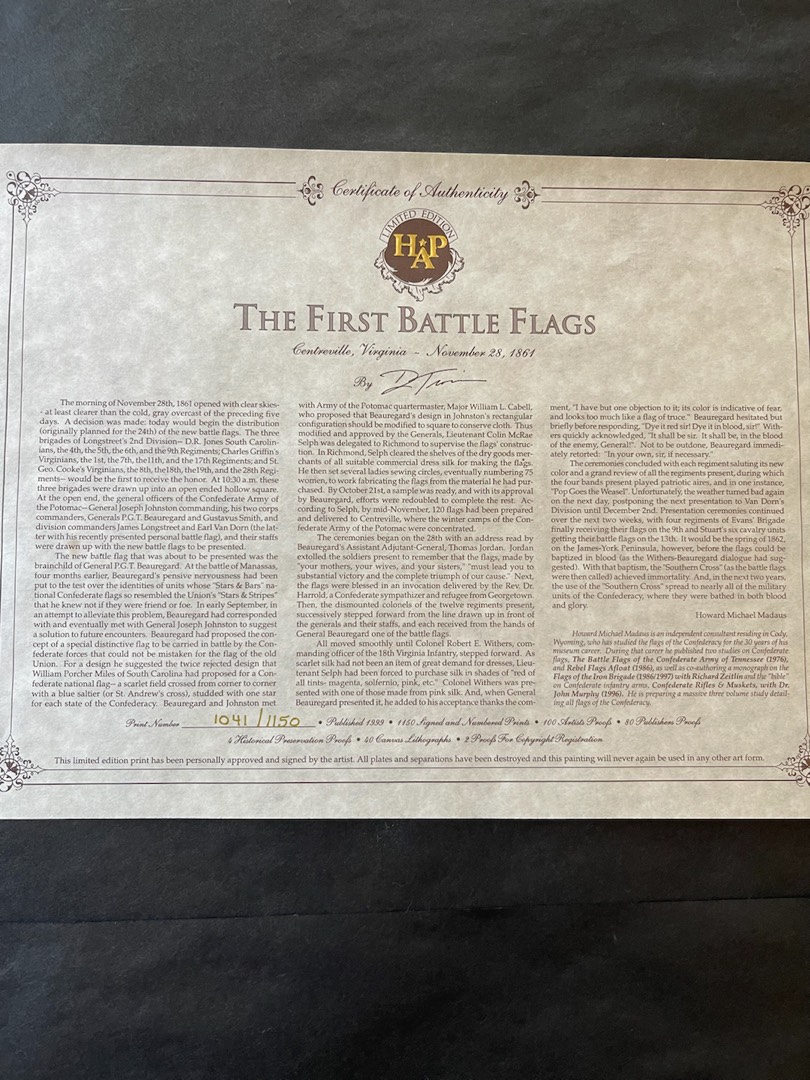 Certificate of Authenticity
LIMITED EDITION
HAP
THE FIRST BATTLE FLAGS
Centreville, Virginia - November 28, 1861
By
The morning of November 28th, 1861 opened with clear skies-
- at least clearer than the cold, gray overcast of the preceding five
days. A decision was made: today would begin the distribution
(originally planned for the 24th) of the new battle flags. The three
brigades of Longstreet's 2nd Division-- D.R. Jones South Carolin-
ians, the 4th, the 5th, the 6th, and the 9th Regiments; Charles Griffin's
Virginians, the 1st, the 7th, the11th, and the 17th Regiments; and St.
Geo. Cooke's Virginians, the 8th, the18th, the19th, and the 28th Regi-
ments-- would be the first to receive the honor. At 10:30 a.m. these
three brigades were drawn up into an open ended hollow square.
At the open end, the general officers of the Confederate Army of
the Potomac-- General Joseph Johnston commanding, his two corps
commanders, Generals P.G.T. Beauregard and Gustavus Smith, and
division commanders James Longstreet and Earl Van Dorn (the lat-
ter with his recently presented personal battle flag), and their staffs
were drawn up with the new battle flags to be presented.
The new battle flag that was about to be presented was the
brainchild of General P.G.T. Beauregard. At the battle of Manassas,
four months earlier, Beauregard's pensive nervousness had been
put to the test over the identities of units whose "Stars & Bars" na-
tional Confederate flags so resembled the Union's "Stars & Stripes"
that he knew not if they were friend or foe. In early September, in
an attempt to alleviate this problem, Beauregard had corresponded
with and eventually met with General Joseph Johnston to suggest
a solution to future encounters. Beauregard had proposed the con-
cept of a special distinctive flag to be carried in battle by the Con-
federate forces that could not be mistaken for the flag of the old
Union. For a design he suggested the twice rejected design that
William Porcher Miles of South Carolina had proposed for a Con-
federate national flag-- a scarlet field crossed from corner to corner
with a blue saltier (or St. Andrew's cross), studded with one star
for each state of the Confederacy. Beauregard and Johnston met
with Army of the Potomac quartermaster, Major William L. Cabell,
who proposed that Beauregard's design in Johnston's rectangular
configuration should be modified to square to conserve cloth. Thus
modified and approved by the Generals, Lieutenant Colin McRae
Selph was delegated to Richmond to supervise the flags' construc-
tion. In Richmond, Selph cleared the shelves of the dry goods mer-
chants of all suitable commercial dress silk for making the flags.
He then set several ladies sewing circles, eventually numbering 75
women, to work fabricating the flags from the material he had pur-
chased. By October 21st, a sample was ready, and with its approval
by Beauregard, efforts were redoubled to complete the rest. Ac-
cording to Selph, by mid-November, 120 flags had been prepared
and delivered to Centreville, where the winter camps of the Con-
federate Army of the Potomac were concentrated.
The ceremonies began on the 28th with an address read by
Beauregard's Assistant Adjutant-General, Thomas Jordan. Jordan
extolled the soldiers present to remember that the flags, made by
"your mothers, your wives, and your sisters," "must lead you to
substantial victory and the complete triumph of our cause." Next,
the flags were blessed in an invocation delivered by the Rev. Dr.
Harrold, a Confederate sympathizer and refugee from Georgetown.
Then, the dismounted colonels of the twelve regiments present,
successively stepped forward from the line drawn up in front of
the generals and their staffs, and each received from the hands of
General Beauregard one of the battle flags.
All moved smoothly until Colonel Robert E. Withers, com-
manding officer of the 18th Virginia Infantry, stepped forward. As
scarlet silk had not been an item of great demand for dresses, Lieu-
tenant Selph had been forced to purchase silk in shades of "red of
all tints- magenta, solfernio, pink, etc." Colonel Withers was pre-
sented with one of those made from pink silk. And, when General
Beauregard presented it, he added to his acceptance thanks the com-
ment, "I have but one objection to it; its color is indicative of fear,
and looks too much like a flag of truce." Beauregard hesitated but
briefly before responding, "Dye it red sir! Dye it in blood, sir!" With-
ers quickly acknowledged, "It shall be sir. It shall be, in the blood
of the enemy, General!". Not to be outdone, Beauregard immedi-
ately retorted: "In your own, sir, if necessary."
The ceremonies concluded with each regiment saluting its new
color and a grand review of all the regiments present, during which
the four bands present played patriotic aires, and in one instance,
"Pop Goes the Weasel". Unfortunately, the weather turned bad again
on the next day, postponing the next presentation to Van Dorn's
Division until December 2nd. Presentation ceremonies continued
over the next two weeks, with four regiments of Evans' Brigade
finally receiving their flags on the 9th and Stuart's six cavalry units
getting their battle flags on the 13th. It would be the spring of 1862,
on the James-York Peninsula, however, before the flags could be
baptized in blood (as the Withers-Beauregard dialogue had sug-
gested). With that baptism, the "Southern Cross" (as the battle flags
were then called) achieved immortality. And, in the next two years,
the use of the "Southern Cross" spread to nearly all of the military
units of the Confederacy, where they were bathed in both blood
and glory.
Howard Michael Madaus
Howard Michael Madaus is an independent consultant residing in Cody,
Wyoming, who has studied the flags of the Confederacy for the 30 years of his
museum career. During that career he published two studies on Confederate
flags, The Battle Flags of the Confederate Army of Tennessee (1976),
and Rebel Flags Afloat (1986), as well as co-authoring a monograph on the
Flags of the Iron Brigade (1986/1997) with Richard Zeitlin and the "bible"
on Confederate infantry arms, Confederate Rifles & Muskets, with Dr.
John Murphy (1996). He is preparing a massive three volume study detail-
ing all flags of the Confederacy.
Print Number 1041/1150 • Published 1999 • 1150 Signed and Numbered Prints • 100 Artists Proofs • 80 Publishers Proofs
4 Historical Preservation Proofs • 40 Canvas Lithographs • 2 Proofs For Copyright Registration
This limited edition print has been personally approved and signed by the artist. All plates and separations have been destroyed and this painting will never again be used in any other art form.